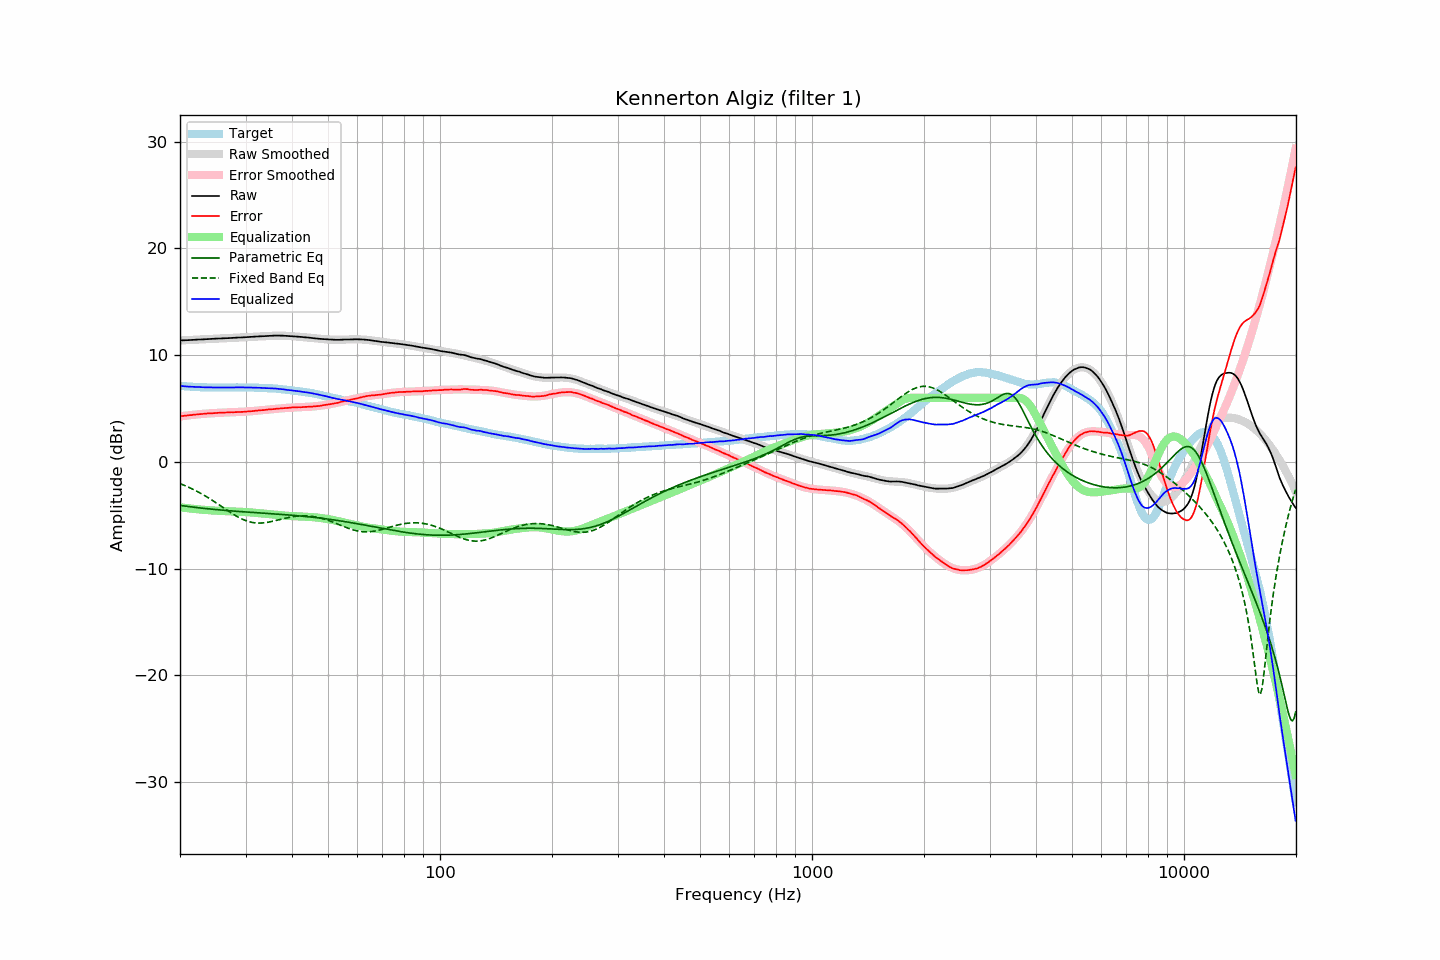 Kennerton Algiz (filter 1)
Target
Raw Smoothed
Error Smoothed
Raw
Error
Equalization
Parametric Eq
Fixed Band Eq
Equalized
30
20
10
0
−10
−20
−30
Amplitude (dBr)
100
1000
10000
Frequency (Hz)